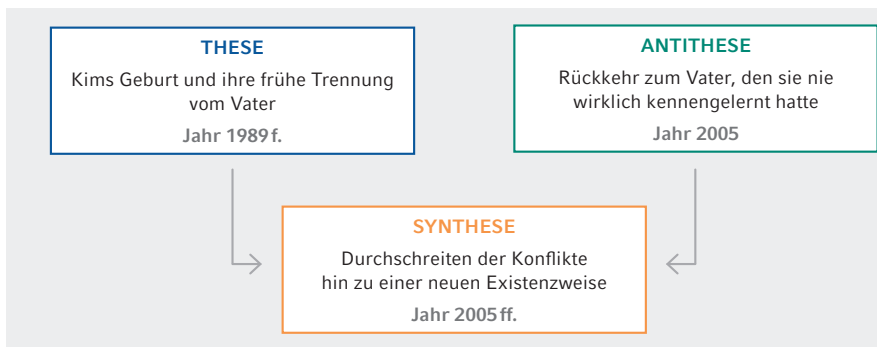 THESE
Kims Geburt und ihre frühe Trennung
vom Vater
Jahr 1989 f.
ANTITHESE
Rückkehr zum Vater, den sie nie
wirklich kennengelernt hatte
Jahr 2005
SYNTHESE
Durchschreiten der Konflikte
hin zu einer neuen Existenzweise
Jahr 2005 ff.